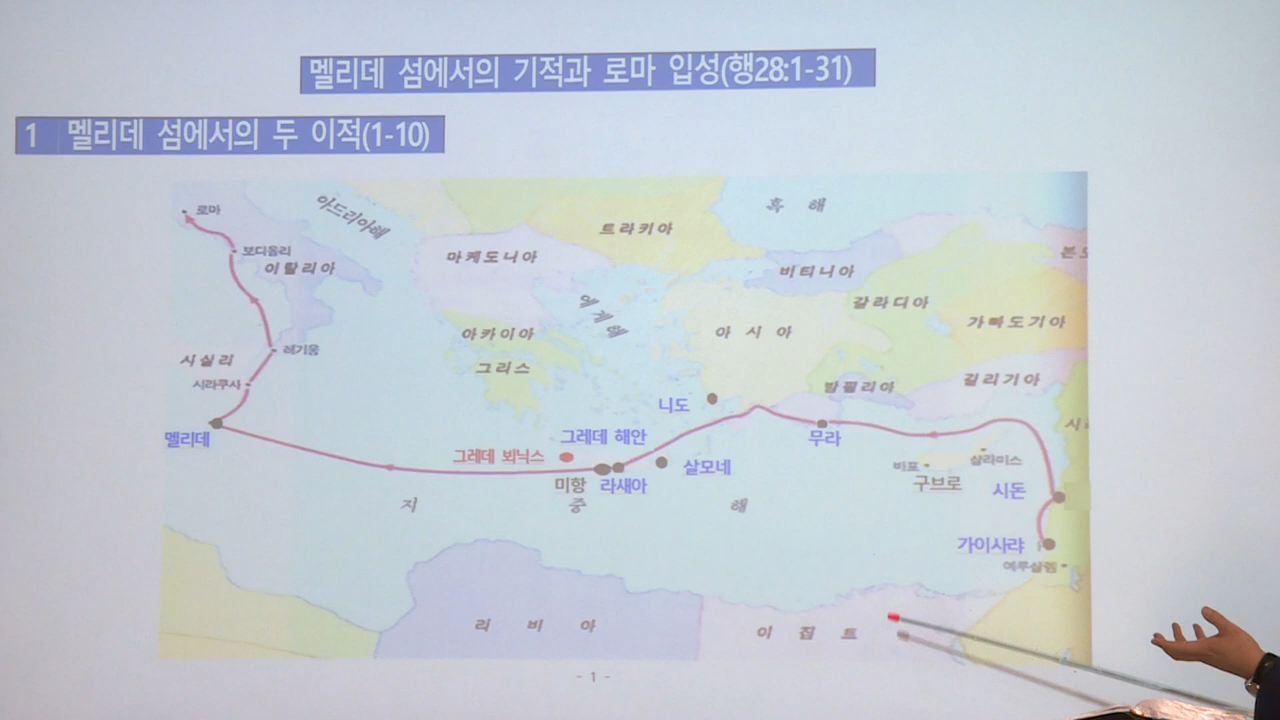 멜리데 섬에서의 기적과 로마 입성(행28:1-31)
1 멜리데 섬에서의 두 이적(1-10)
로마
아드리아해
흑 해
트라키아
보디올리
이탈리아
마케도니아
비티니아
본도
에게해
갈라디아
가빠도기아
아카이아
아 시 아
레기움
시실리
그리스
시라쿠사
밤필리아
길리기아
니도
멜리데
그레데 해안
무라
그레데 뵈닉스
살모네
바포
살라미스
미항
라새아
구브로
시돈
지 중 해
가이사랴
예루살렘
리 비 아
이 집 트
- 1 -